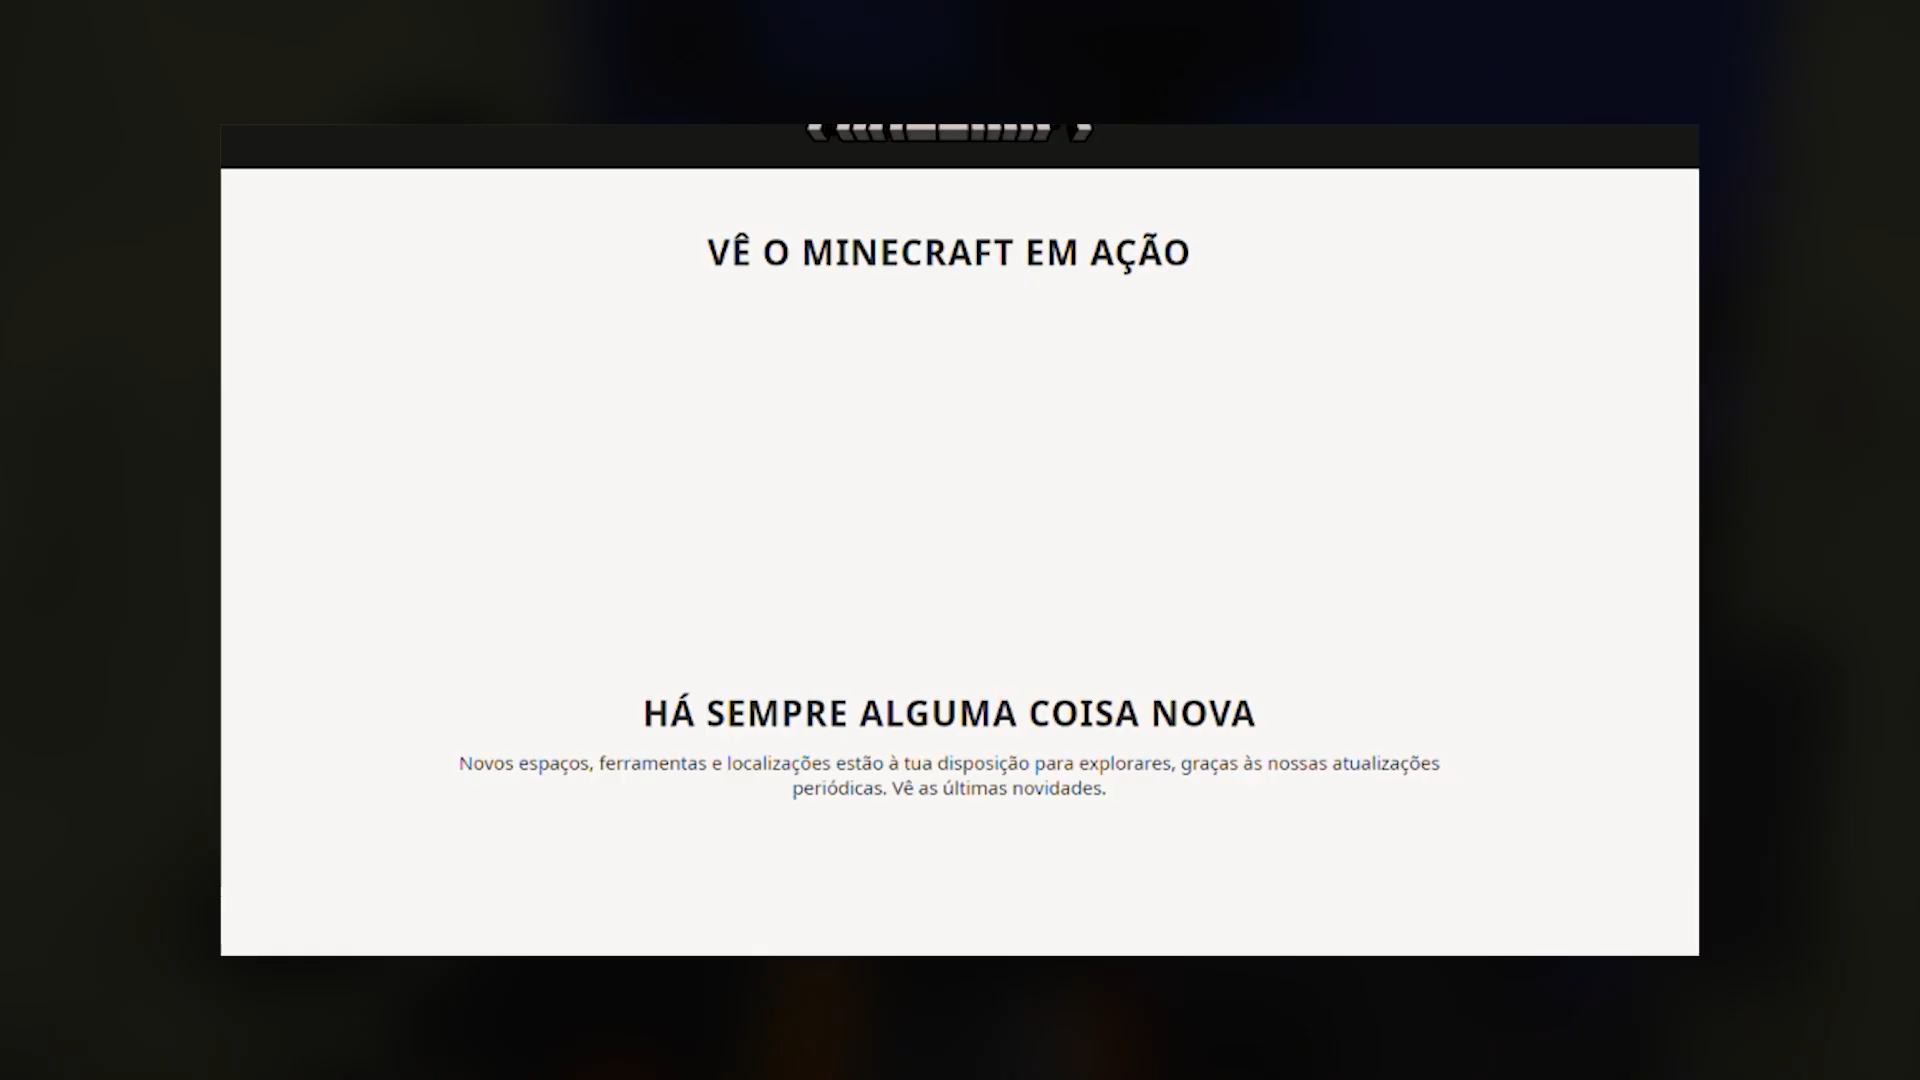 VÊ O MINECRAFT EM AÇÃO
HÁ SEMPRE ALGUMA COISA NOVA
Novos espaços, ferramentas e localizações estão à tua disposição para explorares, graças às nossas atualizações
periódicas. Vê as últimas novidades.